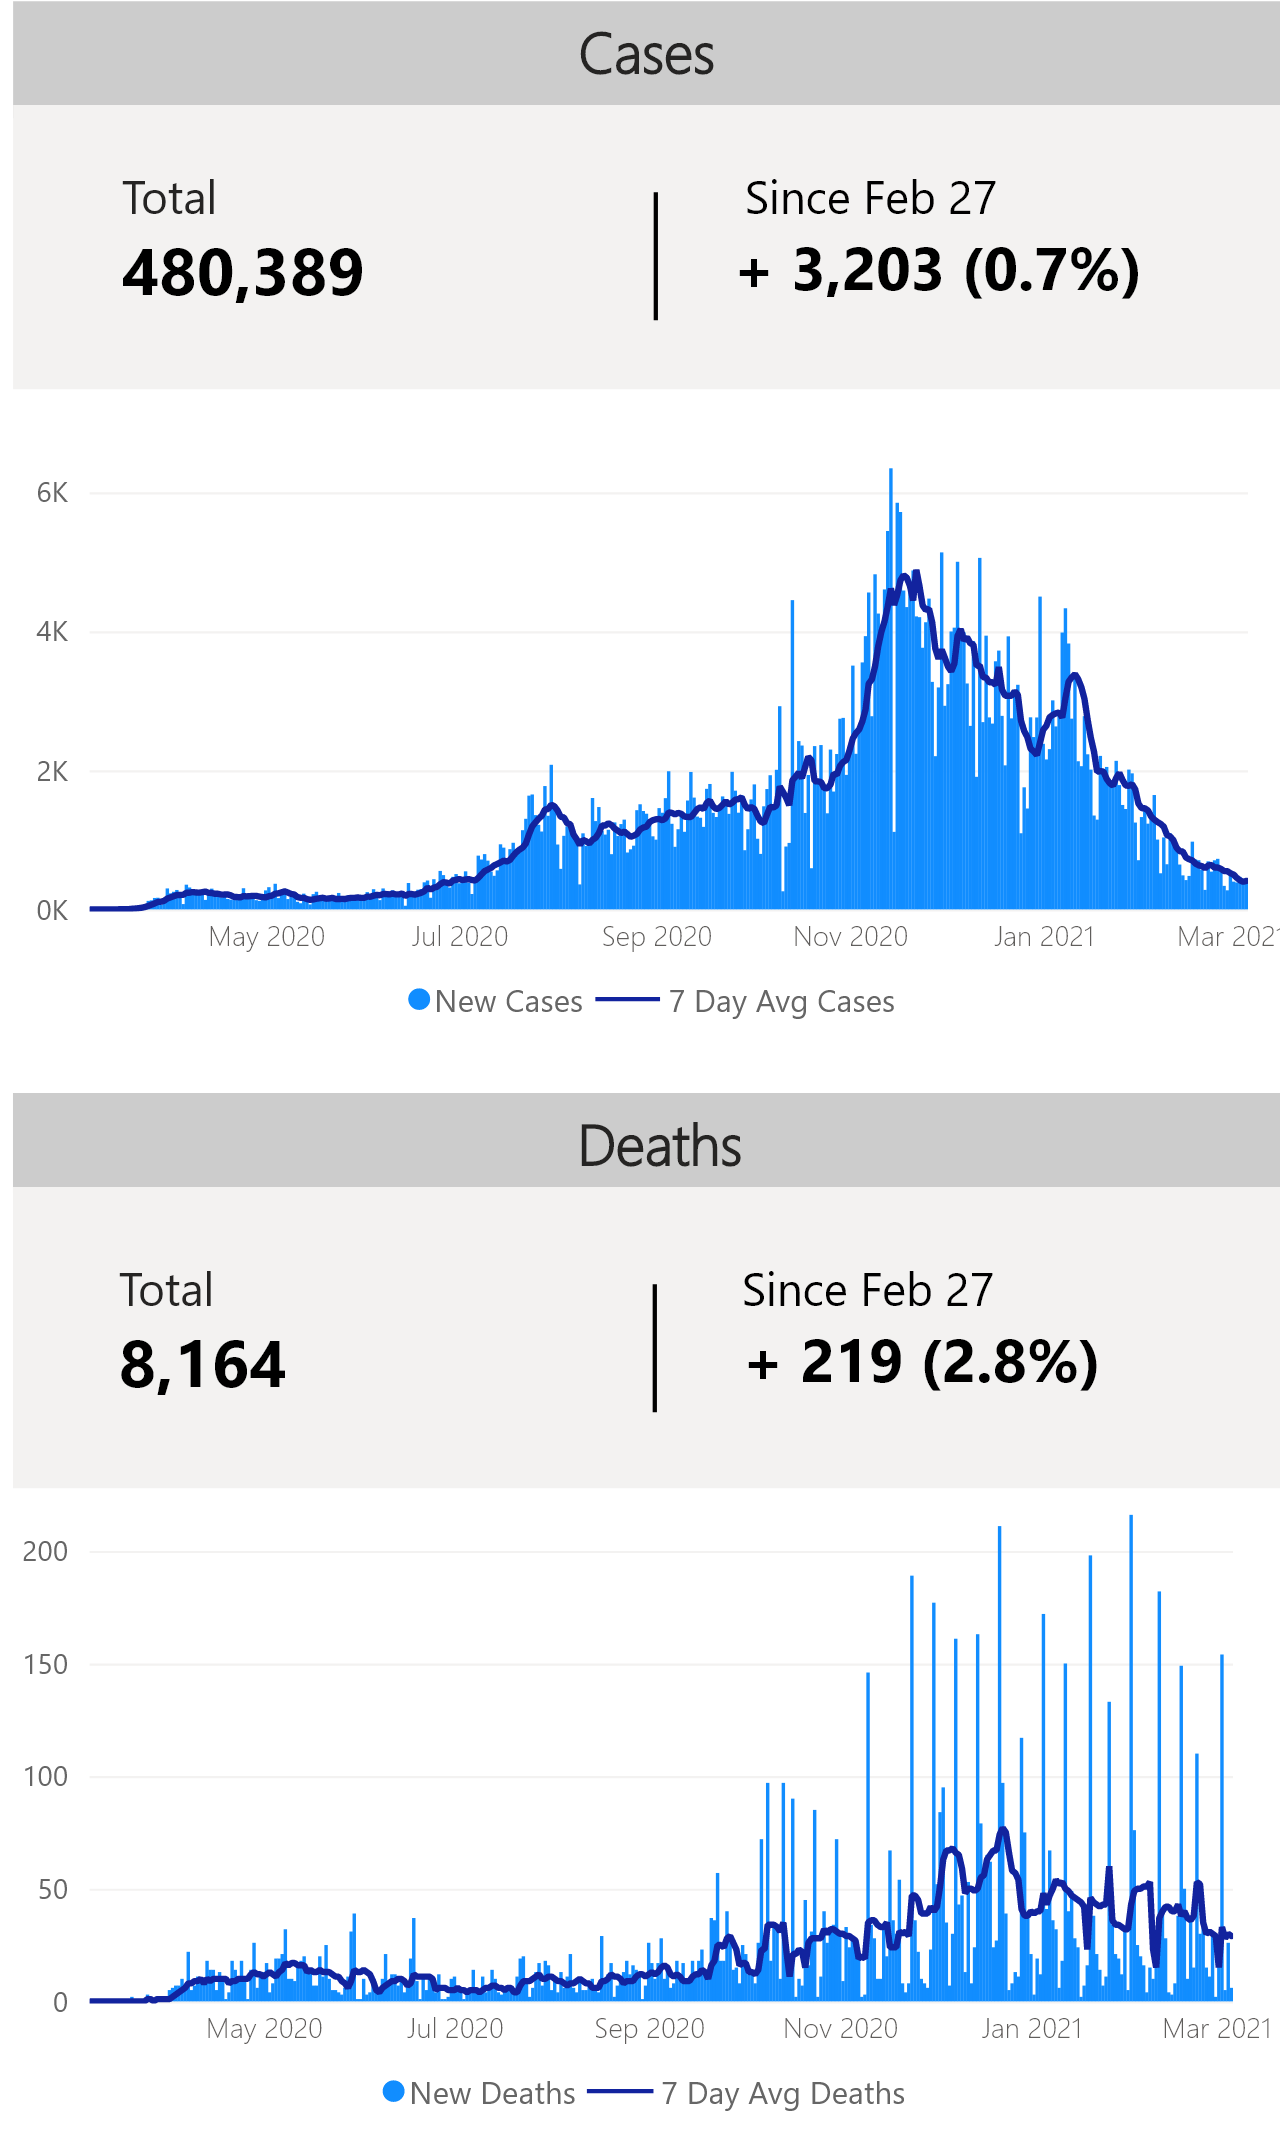 Cases
Total
Since Feb 27
480,389
+ 3,203 (0.7%)
6K
4K
2K
0K
May 2020 Jul 2020 Sep 2020 Nov 2020 Jan 2021 Mar 2021
New Cases 7 Day Avg Cases
Deaths
Total
Since Feb 27
8,164
+ 219 (2.8%)
200
150
100
50
0
May 2020 Jul 2020 Sep 2020 Nov 2020 Jan 2021 Mar 2021
New Deaths 7 Day Avg Deaths